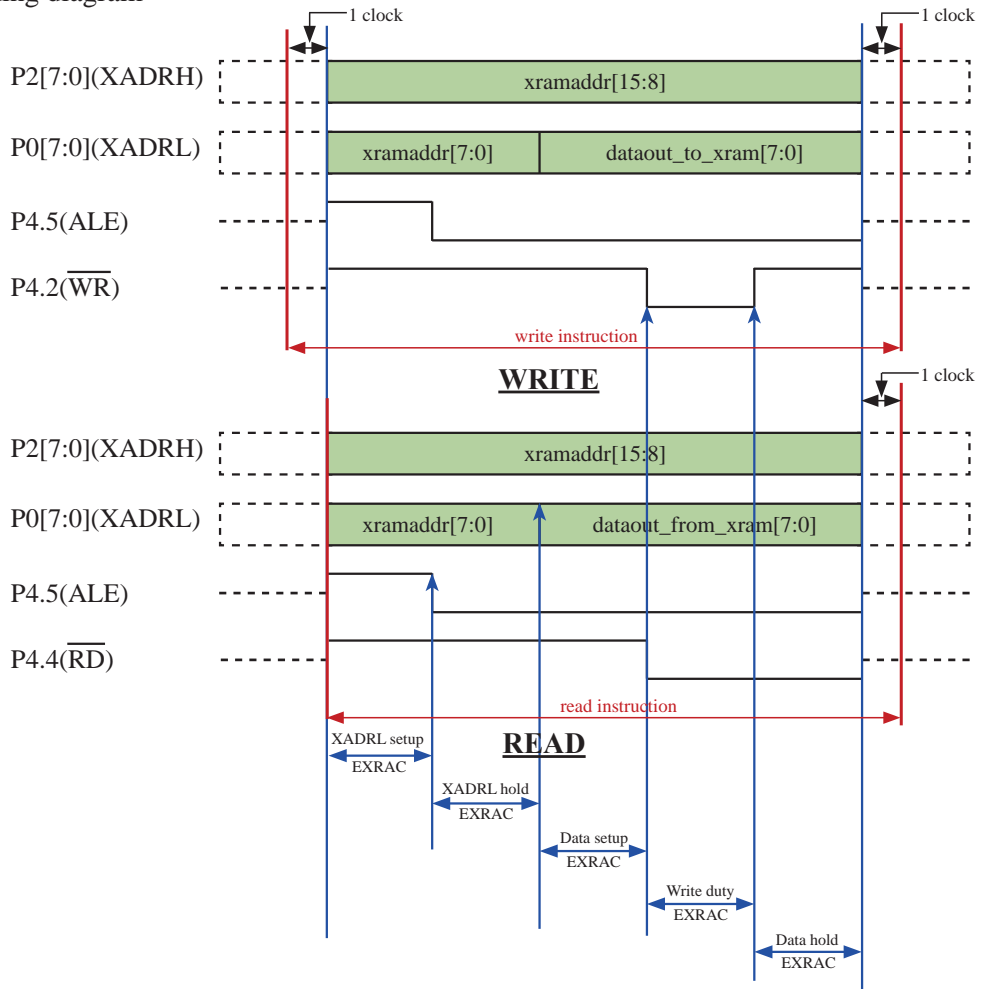 1 clock
1 clock
P2[7:0](XADRH)
xramaddr[15:8]
P0[7:0](XADRL)
xramaddr[7:0]
dataout_to_xram[7:0]
P4.5(ALE)
P4.2(WR)
write instruction
WRITE
1 clock
P2[7:0](XADRH)
xramaddr[15:8]
P0[7:0](XADRL)
xramaddr[7:0]
dataout_from_xram[7:0]
P4.5(ALE)
P4.4(RD)
read instruction
READ
XADRL setup
EXRAC
XADRL hold
EXRAC
Data setup
EXRAC
Write duty
EXRAC
Data hold
EXRAC